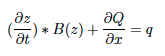 (∂z/∂t) * B(z) + ∂Q/∂x = q